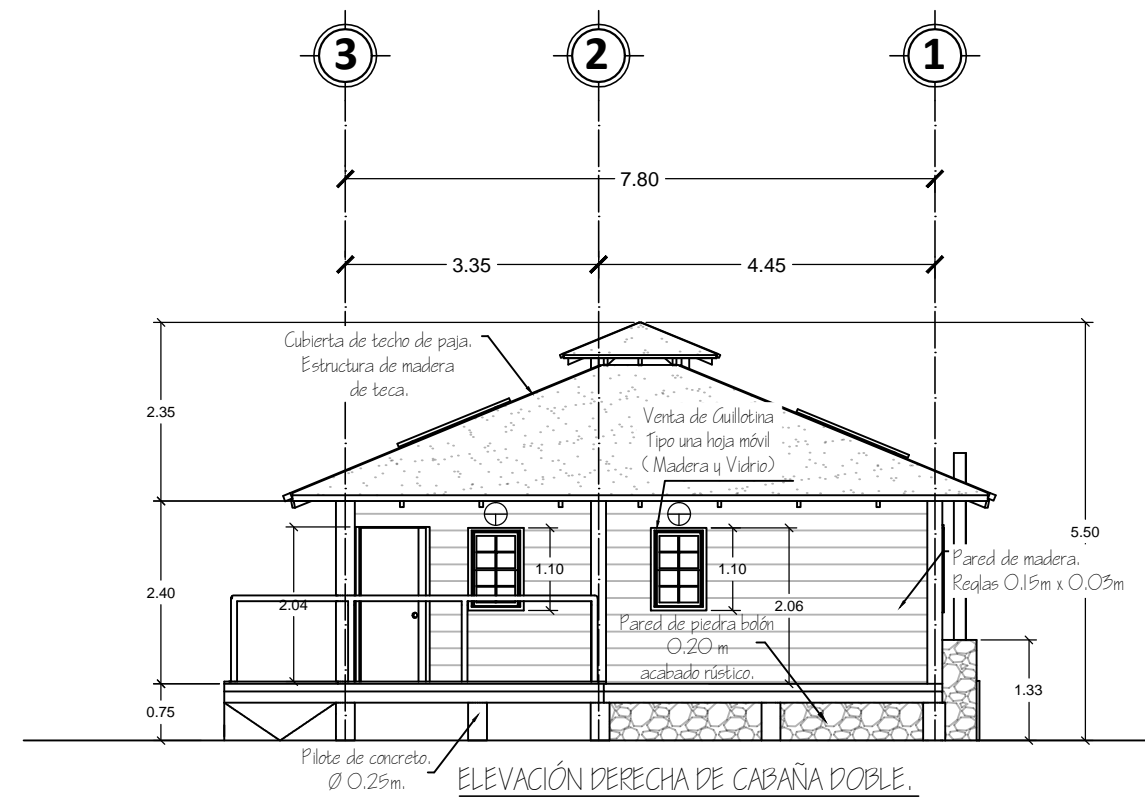 3
2
1
7.80
3.35
4.45
Cubierta de techo de paja.
Estructura de madera
de teca.
2.35
Venta de Guillotina
Tipo una hoja móvil
( Madera y Vidrio)
5.50
Pared de madera.
Reglas 0.15m x 0.03m
1.10
1.10
2.40
2.04
2.06
Pared de piedra bolón
0.20 m
acabado rústico.
1.33
0.75
Pilote de concreto.
Ø 0.25m.
ELEVACIÓN DERECHA DE CABAÑA DOBLE.